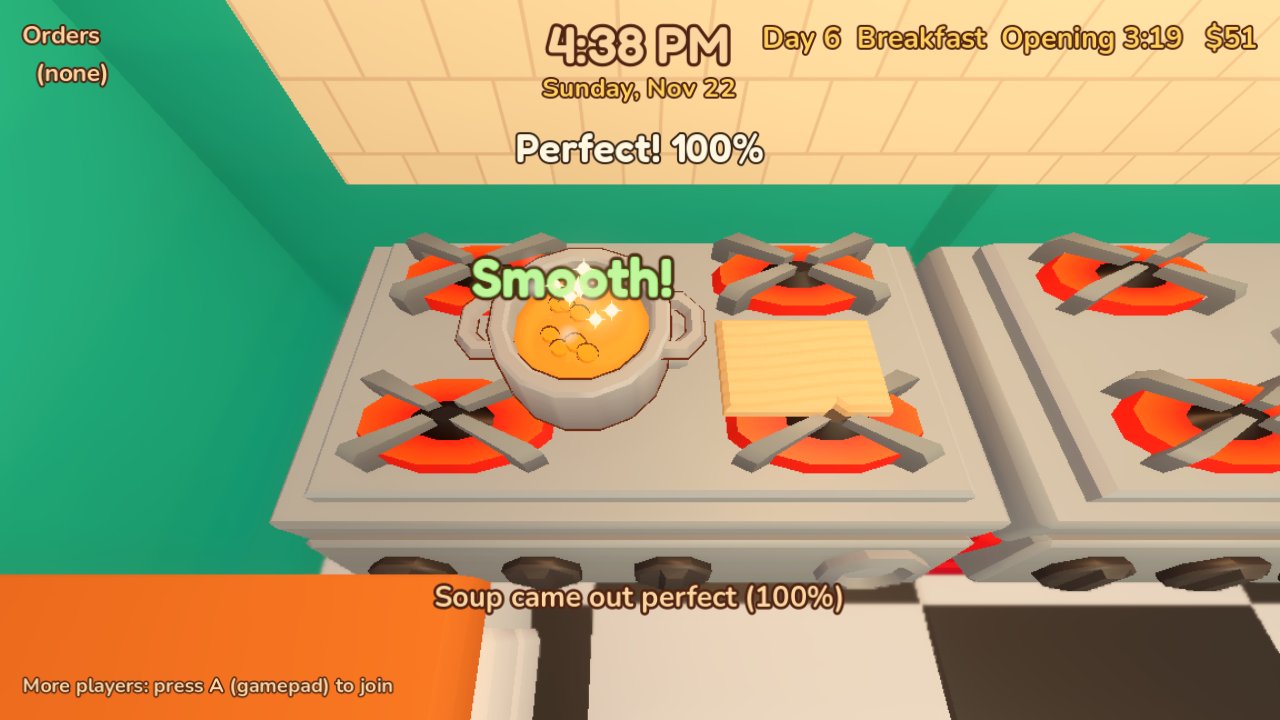 Orders
(none)
4:38 PM
Sunday, Nov 22
Day 6 Breakfast Opening 3:19 $51
Perfect! 100%
Smooth!
Soup came out perfect (100%)
More players: press A (gamepad) to join